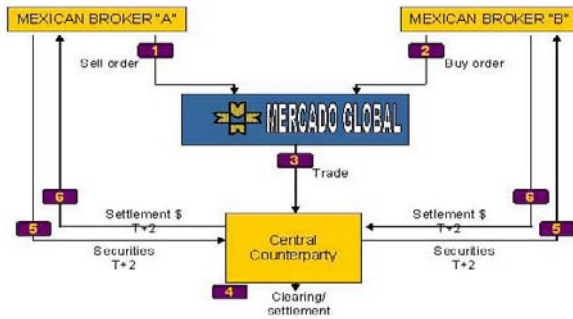 MEXICAN BROKER "A"
MEXICAN BROKER "B"
1
2
Sell order
Buy order
MERCADO GLOBAL
3
Trade
6
6
Settlement $
T+2
Settlement $
T+2
5
5
Securities
T+2
Securities
T+2
Central
Counterparty
4
Clearing/
settlement